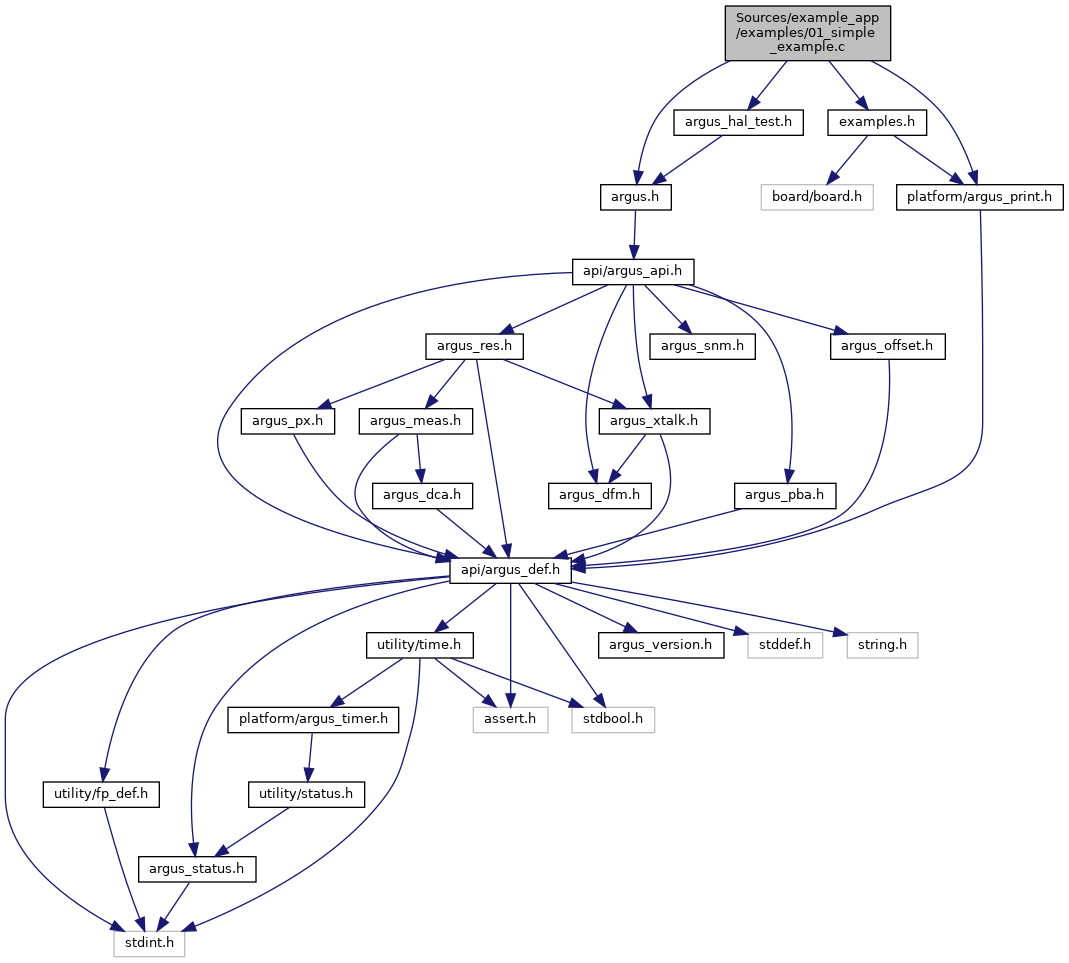 Sources/example_app
/examples/01_simple
_example.c
argus_hal_test.h
examples.h
argus.h
board/board.h
platform/argus_print.h
api/argus_api.h
argus_res.h
argus_snm.h
argus_offset.h
argus_px.h
argus_meas.h
argus_xtalk.h
argus_dca.h
argus_dfm.h
argus_pba.h
api/argus_def.h
utility/time.h
argus_version.h
stddef.h
string.h
platform/argus_timer.h
assert.h
stdbool.h
utility/fp_def.h
utility/status.h
argus_status.h
stdint.h